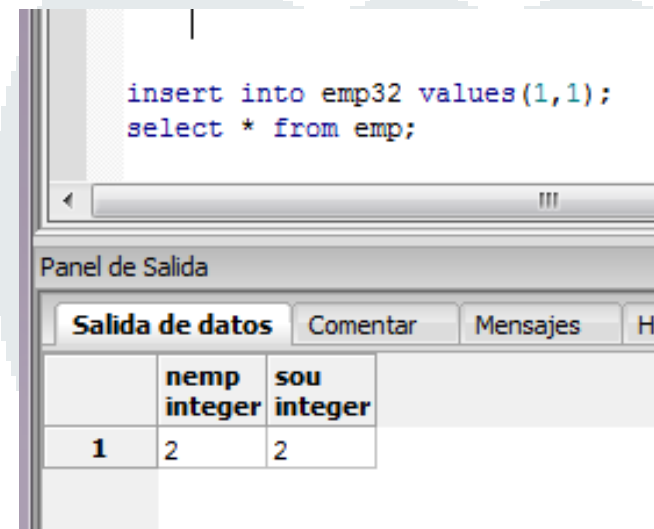 insert into emp32 values(1,1);
select * from emp;
Panel de Salida
Salida de datos Comentar Mensajes H
nemp sou
integer integer
1 2 2